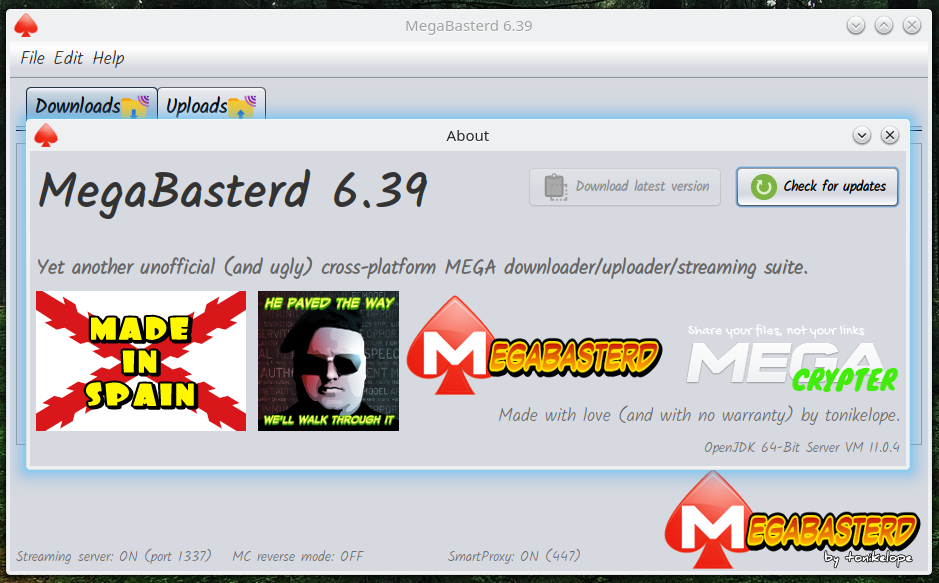 MegaBasterd 6.39
File Edit Help
Downloads Uploads
About
MegaBasterd 6.39
Download latest version
Check for updates
Yet another unofficial (and ugly) cross-platform MEGA downloader/uploader/streaming suite.
MADE
IN
SPAIN
HE PAVED THE WAY
WE'LL WALK THROUGH IT
MEGABASTERD
Share your files, not your links
MEGA
CRYPTER
Made with love (and with no warranty) by tonikelope.
OpenJDK 64-Bit Server VM 11.0.4
MEGABASTERD
by tonikelope
Streaming server: ON (port 1337) MC reverse mode: OFF SmartProxy: ON (447)